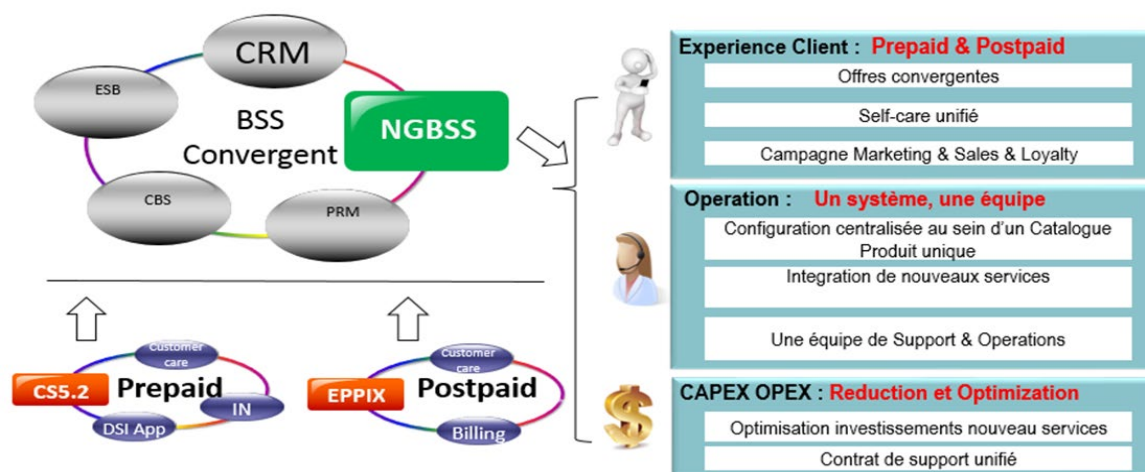 CRM
ESB
BSS
Convergent
NGBSS
CBS
PRM
Customer
care
CS5.2
Prepaid
IN
DSI App
Customer
care
EPPIX
Postpaid
Billing
Experience Client : Prepaid & Postpaid
Offres convergentes
Self-care unifié
Campagne Marketing & Sales & Loyalty
Operation : Un système, une équipe
Configuration centralisée au sein d'un Catalogue
Produit unique
Integration de nouveaux services
Une équipe de Support & Operations
CAPEX OPEX : Reduction et Optimization
Optimisation investissements nouveau services
Contrat de support unifié